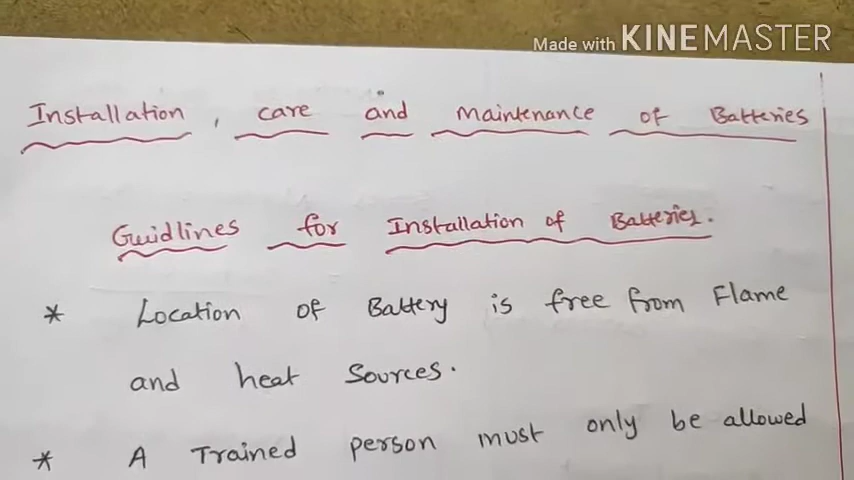 Made with KINEMASTER
Installation, care and Maintenance of Batteries
Guidlines for Installation of Batteries.
* Location of Battery is free from Flame
and heat Sources.
* A Trained person must only be allowed